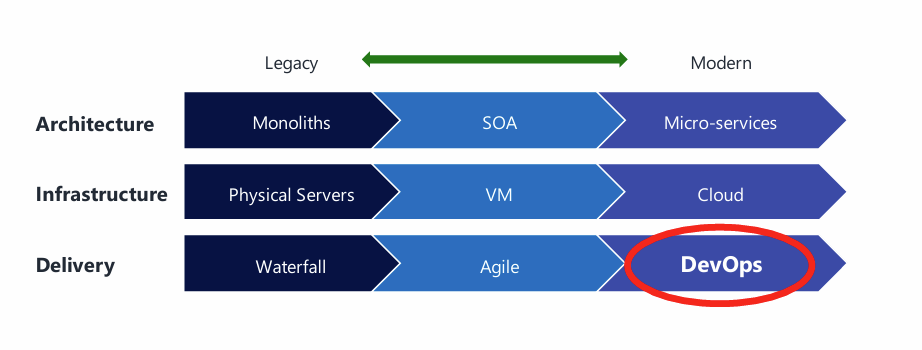 Legacy Modern
Architecture Monoliths SOA Micro-services
Infrastructure Physical Servers VM Cloud
Delivery Waterfall Agile DevOps